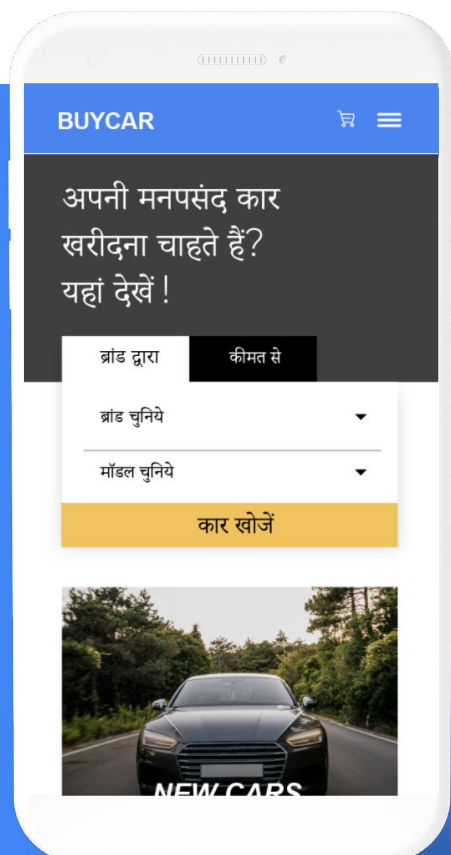 BUYCAR
अपनी मनपसंद कार
खरीदना चाहते हैं?
यहां देखें !
ब्रांड द्वारा
कीमत से
ब्रांड चुनिये
मॉडल चुनिये
कार खोजें
NEW CARS